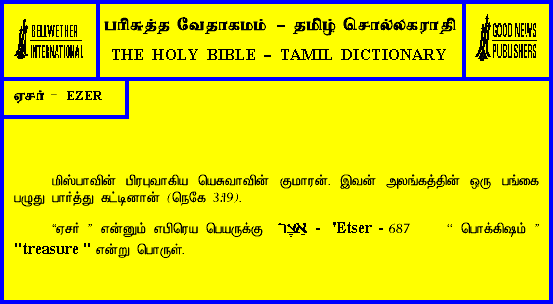 BELLWETHER
INTERNATIONAL
பரிசுத்த வேதாகமம் – தமிழ் சொல்லகராதி
THE HOLY BIBLE – TAMIL DICTIONARY
GOOD NEWS
PUBLISHERS
ஏசர் – EZER
மிஸ்பாவின் பிரபுவாகிய யெசுவாவின் குமாரன். இவன் அலங்கத்தின் ஒரு பங்கை
பழுது பார்த்து கட்டினான் (நெகே 3:19).
“ஏசர் ” என்னும் எபிரெய பெயருக்கு - 'Etser - 687 “ பொக்கிஷம் ”
"treasure " என்று பொருள்.